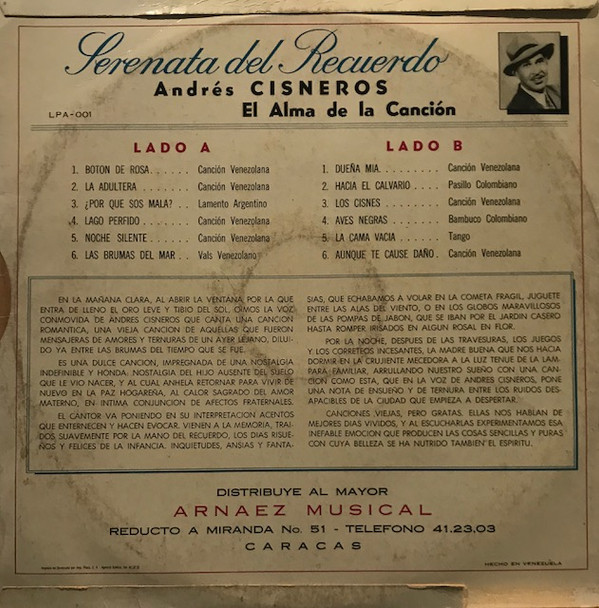 Serenata del Recuerdo
Andrés CISNEROS
LPA-001
El Alma de la Canción
LADO A
1. BOTON DE ROSA....... Canción Venezolana
2. LA ADULTERA....... Canción Venezolana
3. ¿POR QUE SOS MALA?.. Lamento Argentino
4. LAGO PERFIDO....... Canción Venezolana
5. NOCHE SILENTE...... Canción Venezolana
6. LAS BRUMAS DEL MAR.. Vals Venezolano
LADO B
1. DUEÑA MIA......... Canción Venezolana
2. HACIA EL CALVARIO.... Pasillo Colombiano
3. LOS CISNES....... Canción Venezolana
4. AVES NEGRAS....... Bambuco Colombiano
5. LA CAMA VACIA...... Tango
6. AUNQUE TE CAUSE DAÑO. Canción Venezolana
EN LA MAÑANA CLARA, AL ABRIR LA VENTANA POR LA QUE
ENTRA DE LLENO EL ORO LEVE Y TIBIO DEL SOL, OIMOS LA VOZ
CONMOVIDA DE ANDRES CISNEROS QUE CANTA UNA CANCION
ROMANTICA, UNA VIEJA CANCION DE AQUELLAS QUE FUERON
MENSAJERAS DE AMORES Y TERNURAS DE UN AYER LEJANO, DILUI-
DO YA ENTRE LAS BRUMAS DEL TIEMPO QUE SE FUE.
ES UNA DULCE CANCION, IMPREGNADA DE UNA NOSTALGIA
INDEFINIBLE Y HONDA. NOSTALGIA DEL HIJO AUSENTE DEL SUELO
QUE LE VIO NACER, Y AL CUAL ANHELA RETORNAR PARA VIVIR DE
NUEVO EN LA PAZ HOGAREÑA, AL CALOR SAGRADO DEL AMOR
MATERNO, EN INTIMA CONJUNCION DE AFECTOS FRATERNALES.
EL CANTOR VA PONIENDO EN SU INTERPRETACION ACENTOS
QUE ENTERNECEN Y HACEN EVOCAR. VIENEN A LA MEMORIA, TRAI-
DOS SUAVEMENTE POR LA MANO DEL RECUERDO, LOS DIAS RISUE-
ÑOS Y FELICES DE LA INFANCIA. INQUIETUDES, ANSIAS Y FANTA-
SIAS, QUE ECHABAMOS A VOLAR EN LA COMETA FRAGIL, JUGUETE
ENTRE LAS ALAS DEL VIENTO, O EN LOS GLOBOS MARAVILLOSOS
DE LAS POMPAS DE JABON, QUE SE IBAN POR EL JARDIN CASERO
HASTA ROMPER IRISADOS EN ALGUN ROSAL EN FLOR.
POR LA NOCHE, DESPUES DE LAS TRAVESURAS, LOS JUEGOS
Y LOS CORRETEOS INCESANTES, LA MADRE BUENA QUE NOS HACIA
DORMIR EN LA CRUJIENTE MECEDORA A LA LUZ TENUE DE LA LAM-
PARA FAMILIAR, ARRULLANDO NUESTRO SUEÑO CON UNA CAN-
CION COMO ESTA, QUE EN LA VOZ DE ANDRES CISNEROS, PONE
UNA NOTA DE ENSUEÑO Y DE TERNURA ENTRE LOS RUIDOS DES-
APACIBLES DE LA CIUDAD QUE EMPIEZA A DESPERTAR.
CANCIONES VIEJAS, PERO GRATAS. ELLAS NOS HABLAN DE
MEJORES DIAS VIVIDOS, Y AL ESCUCHARLAS EXPERIMENTAMOS ESA
INEFABLE EMOCION QUE PRODUCEN LAS COSAS SENCILLAS Y PURAS
CON CUYA BELLEZA SE HA NUTRIDO TAMBIEN EL ESPIRITU.
DISTRIBUYE AL MAYOR
ARNAEZ MUSICAL
REDUCTO A MIRANDA No. 51 - TELEFONO 41.23.03
CARACAS
HECHO EN VENEZUELA